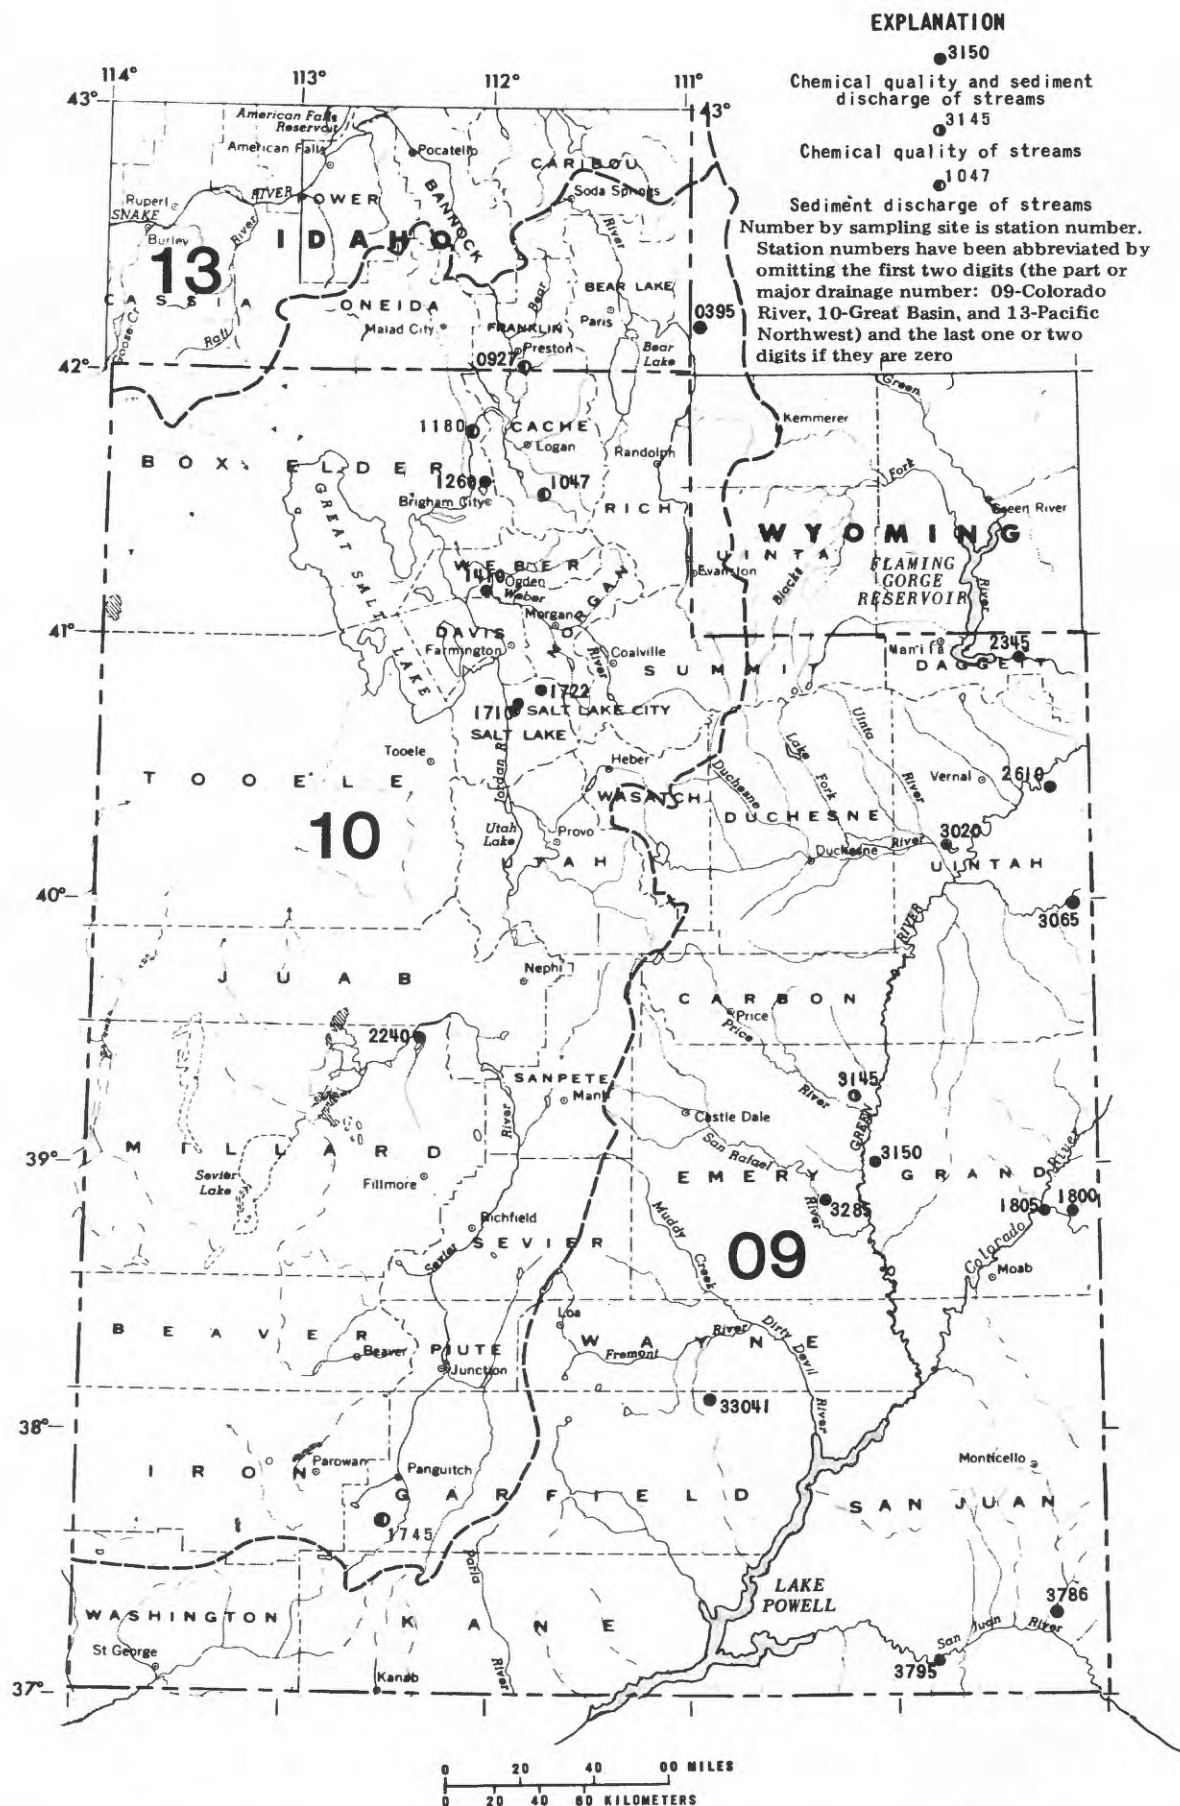 EXPLANATION
3150
Chemical quality and sediment
discharge of streams
3145
Chemical quality of streams
1047
Sediment discharge of streams
Number by sampling site is station number.
Station numbers have been abbreviated by
omitting the first two digits (the part or
major drainage number: 09-Colorado
River, 10-Great Basin, and 13-Pacific
Northwest) and the last one or two
digits if they are zero
114°
113°
112°
111°
43°
43°
American Falls
Reservoir
American Falls
Pocatello
CARIBOU
Soda Springs
Rupert
SNAKE
RIVER
POWER
BANNOCK
Burley
River
IDAHO
13
CASSIA
Goose Cr
Raft
ONEIDA
Malad City
FRANKLIN
Bear
River
BEAR LAKE
Paris
0395
Preston
0927
Bear
Lake
42°
Green
Kemmerer
1180
CACHE
Logan
Randolph
BOX ELDER
1260
1047
Brigham City
RICH
Fork
Green River
WYOMING
UINTA
Evanston
Blacks
FLAMING
GORGE
RESERVOIR
River
GREAT SALT LAKE
WEBER
1410
Ogden
Weber
Morgan
MORGAN
41°
DAVIS
Farmington
River
Coalville
SUMMIT
Manila
2345
DAGGETT
1722
1710
SALT LAKE CITY
SALT LAKE
Tooele
TOOELE
Jordan R
Heber
Uinta
River
Lake
Fork
Vernal
2610
WASATCH
Duchesne
DUCHESNE
10
Utah
Lake
Provo
UTAH
Duchesne
River
3020
UINTAH
40°
3065
RIVER
JUAB
Nephi
CARBON
Price
Price
River
2240
SANPETE
Manti
3145
GREEN
Castle Dale
MILLARD
River
San Rafael
River
39°
EMERY
3150
GRAND
River
Sevier
Lake
Fillmore
3285
1805
1800
Richfield
SEVIER
Sevier
Muddy
Creek
09
Colorado
Moab
Loa
BEAVER
Beaver
PIUTE
Junction
WAYNE
River
Fremont
Dirty
Devil
River
33041
38°
IRON
Parowan
Panguitch
GARFIELD
Monticello
SAN JUAN
1745
Paria
River
LAKE
POWELL
WASHINGTON
KANE
3786
St George
San Juan
River
3795
Kanab
37°
0 20 40 MILES
0 20 40 60 KILOMETERS